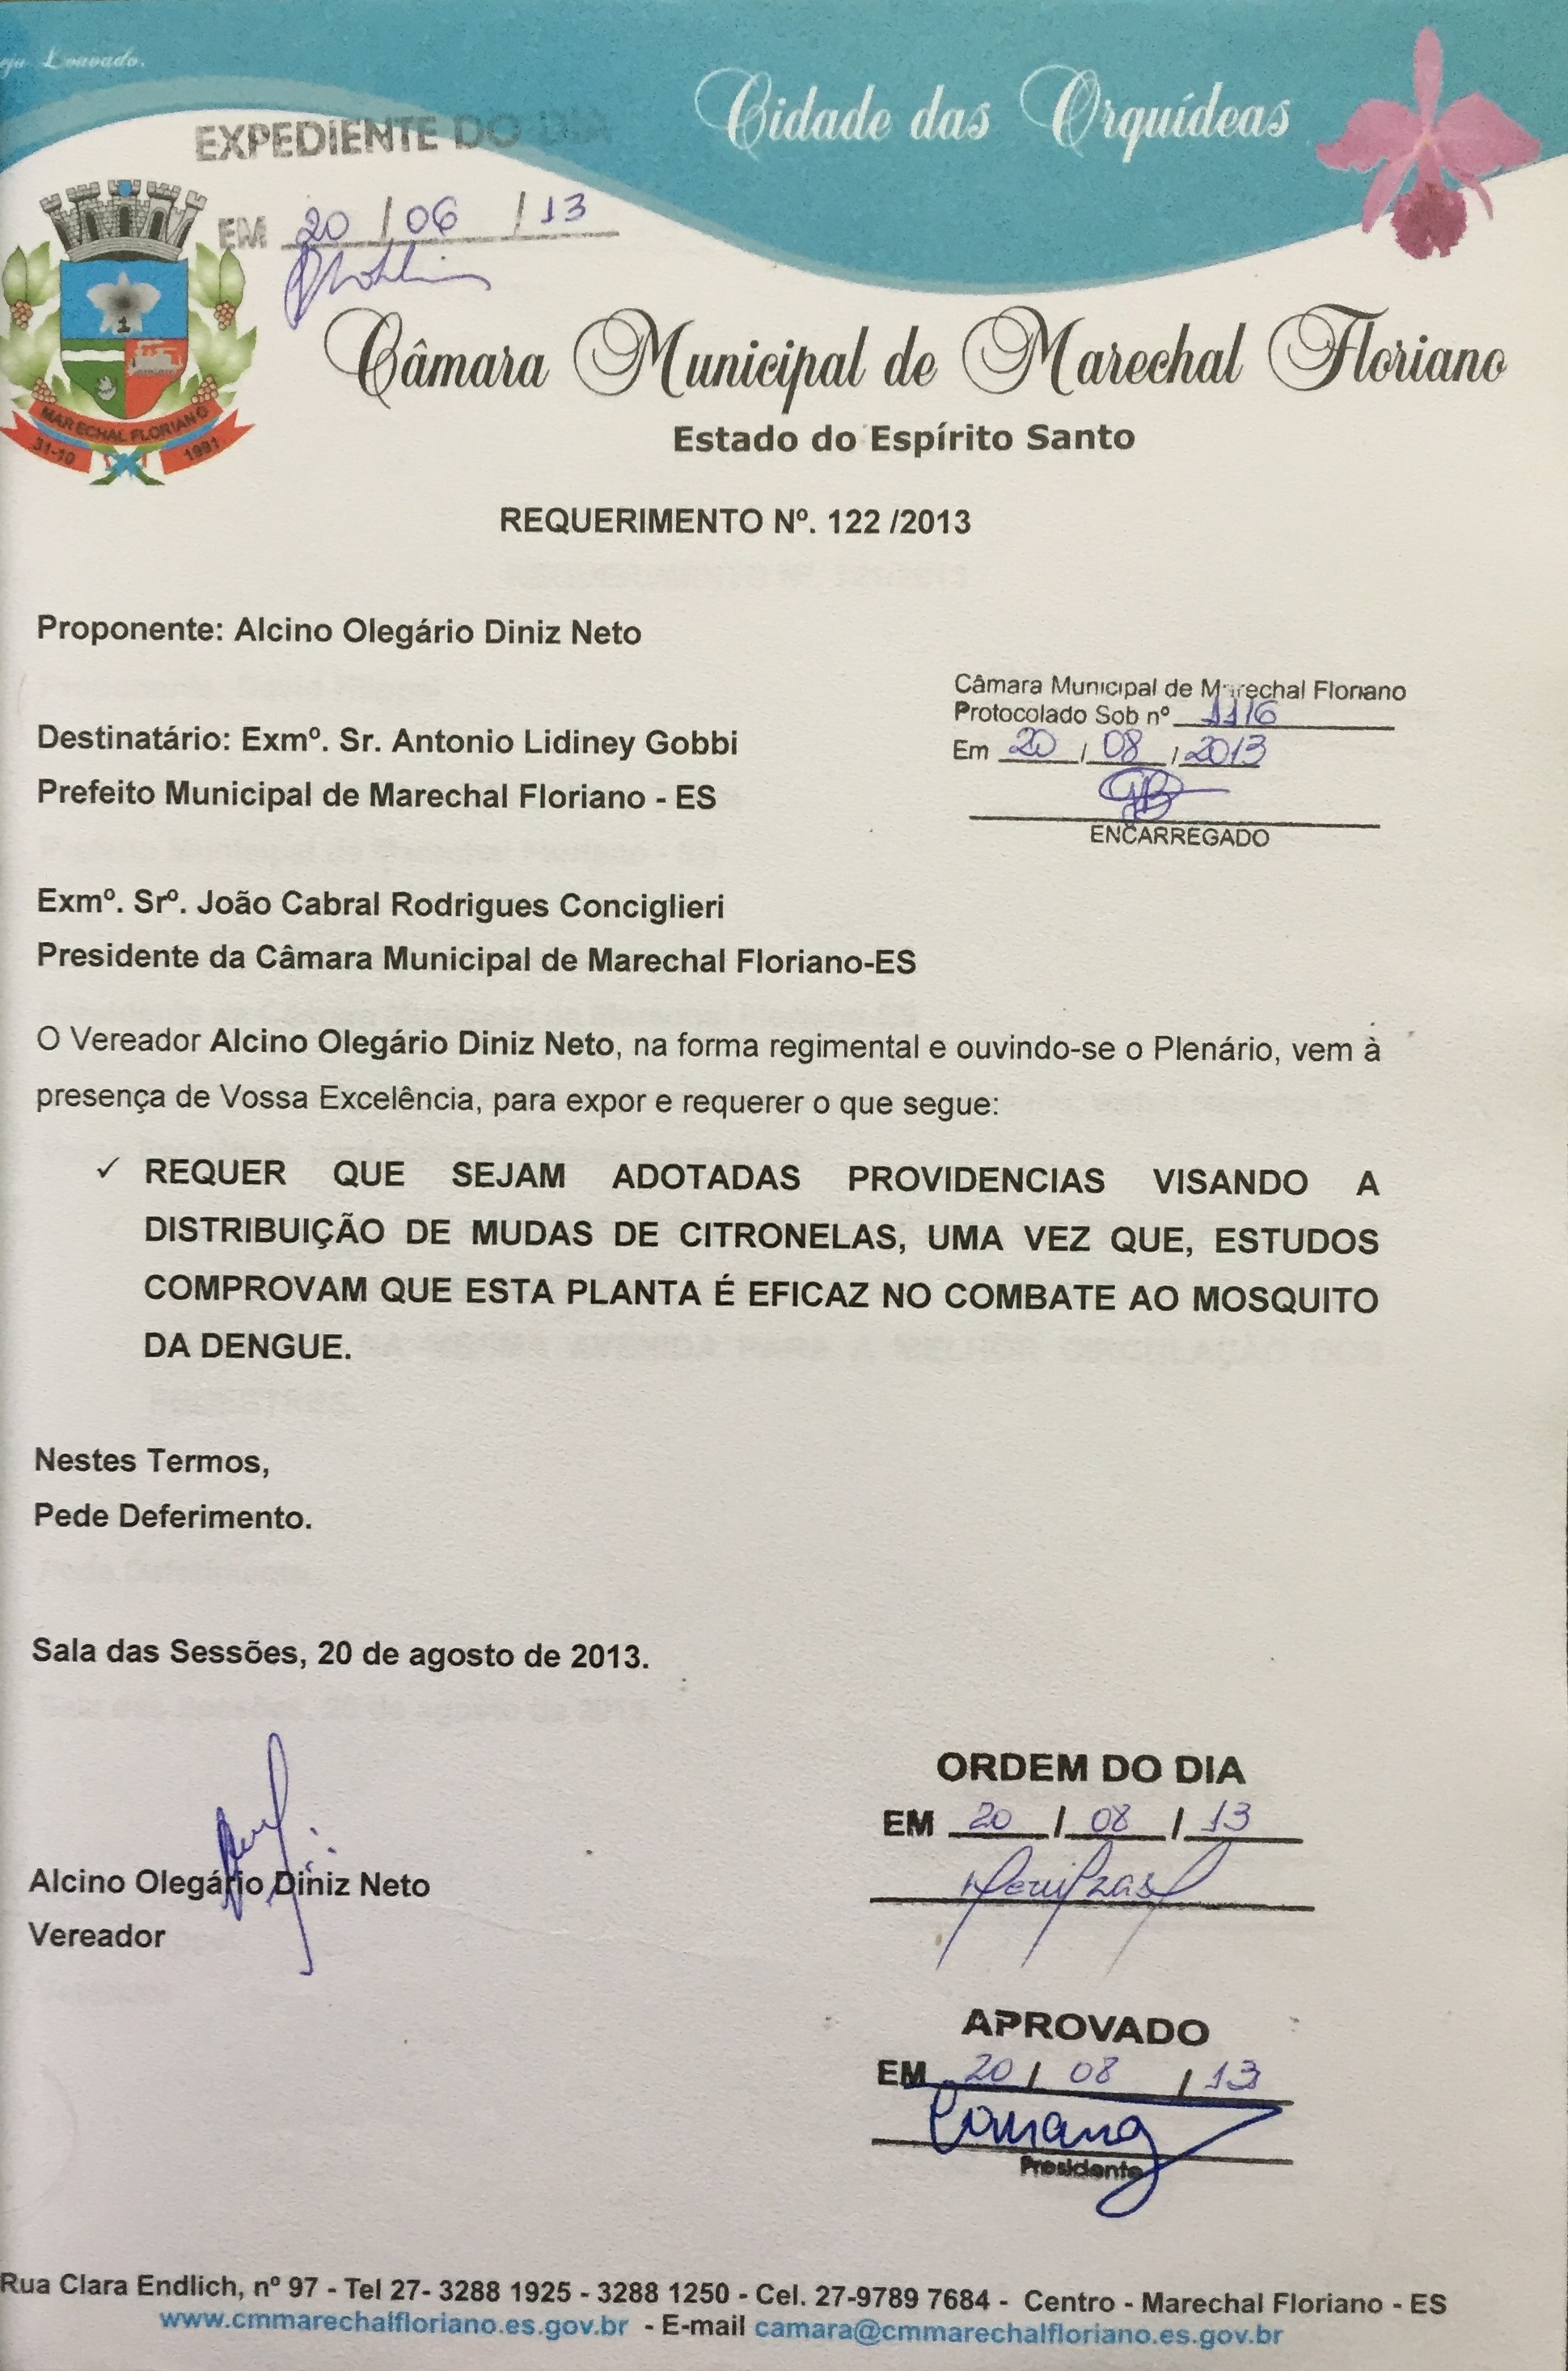 Louvado.
Cidade das Orquídeas
EXPEDIENTE DO DIA
EM 20 / 06 / 13
Câmara Municipal de Marechal Floriano
Estado do Espírito Santo
MARECHAL FLORIANO
31-10 1991
REQUERIMENTO Nº. 122 /2013
Proponente: Alcino Olegário Diniz Neto
Câmara Municipal de Marechal Floriano
Protocolado Sob nº 1116
Em 20 / 08 / 2013
ENCARREGADO
Destinatário: Exmº. Sr. Antonio Lidiney Gobbi
Prefeito Municipal de Marechal Floriano - ES
Exmº. Srº. João Cabral Rodrigues Conciglieri
Presidente da Câmara Municipal de Marechal Floriano-ES
O Vereador Alcino Olegário Diniz Neto, na forma regimental e ouvindo-se o Plenário, vem à
presença de Vossa Excelência, para expor e requerer o que segue:
✓ REQUER QUE SEJAM ADOTADAS PROVIDENCIAS VISANDO A
DISTRIBUIÇÃO DE MUDAS DE CITRONELAS, UMA VEZ QUE, ESTUDOS
COMPROVAM QUE ESTA PLANTA É EFICAZ NO COMBATE AO MOSQUITO
DA DENGUE.
Nestes Termos,
Pede Deferimento.
Sala das Sessões, 20 de agosto de 2013.
Alcino Olegário Diniz Neto
Vereador
ORDEM DO DIA
EM 20 / 08 / 13
APROVADO
EM 20 / 08 / 13
Presidente
Rua Clara Endlich, nº 97 - Tel 27- 3288 1925 - 3288 1250 - Cel. 27-9789 7684 - Centro - Marechal Floriano - ES
www.cmmarechalfloriano.es.gov.br - E-mail camara@cmmarechalfloriano.es.gov.br